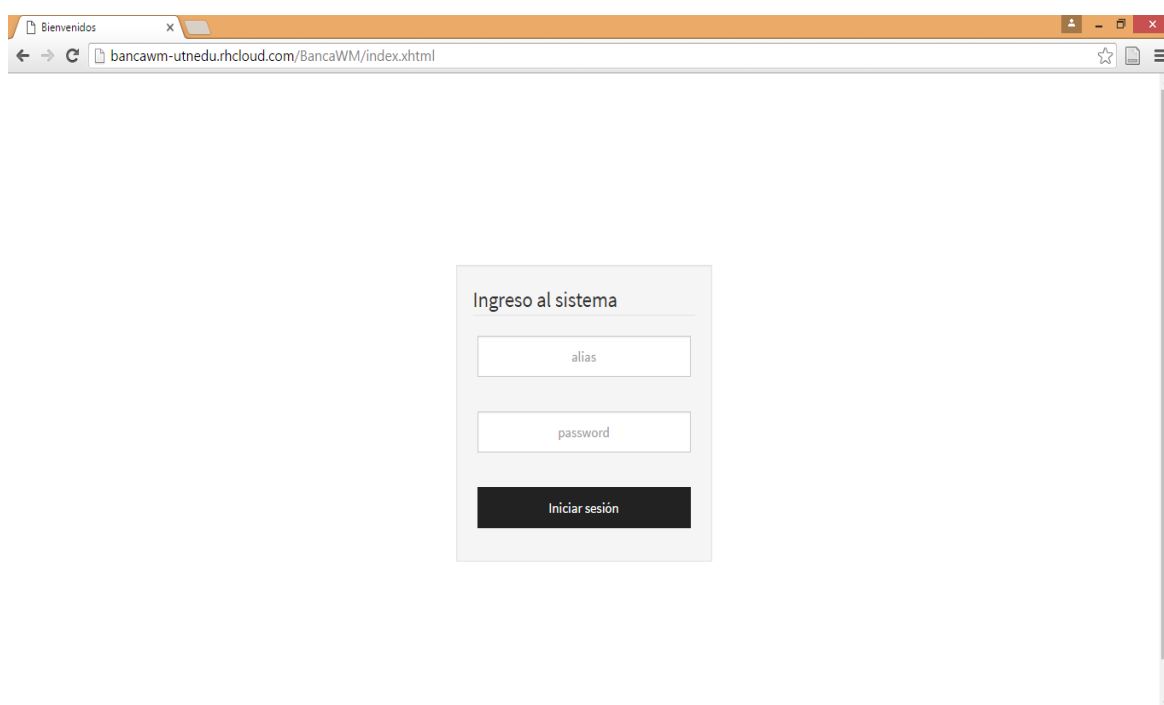 Bienvenidos
bancawm-utnedu.rhcloud.com/BancaWM/index.xhtml
Ingreso al sistema
alias
password
Iniciar sesión